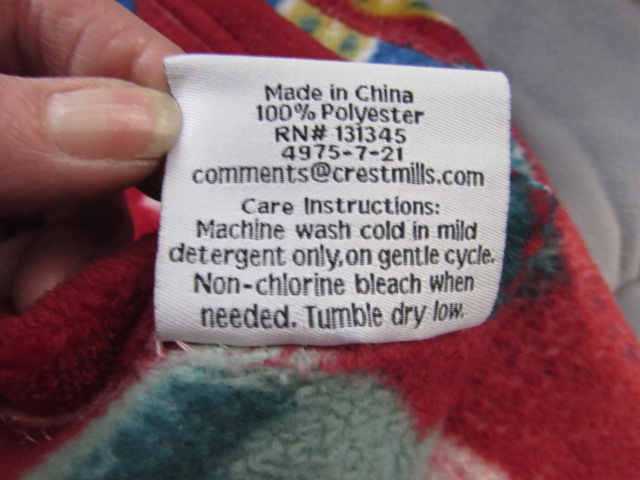 Made in China
100% Polyester
RN# 131345
4975-7-21
comments@crestmills.com
Care Instructions:
Machine wash cold in mild
detergent only, on gentle cycle.
Non-chlorine bleach when
needed. Tumble dry low.